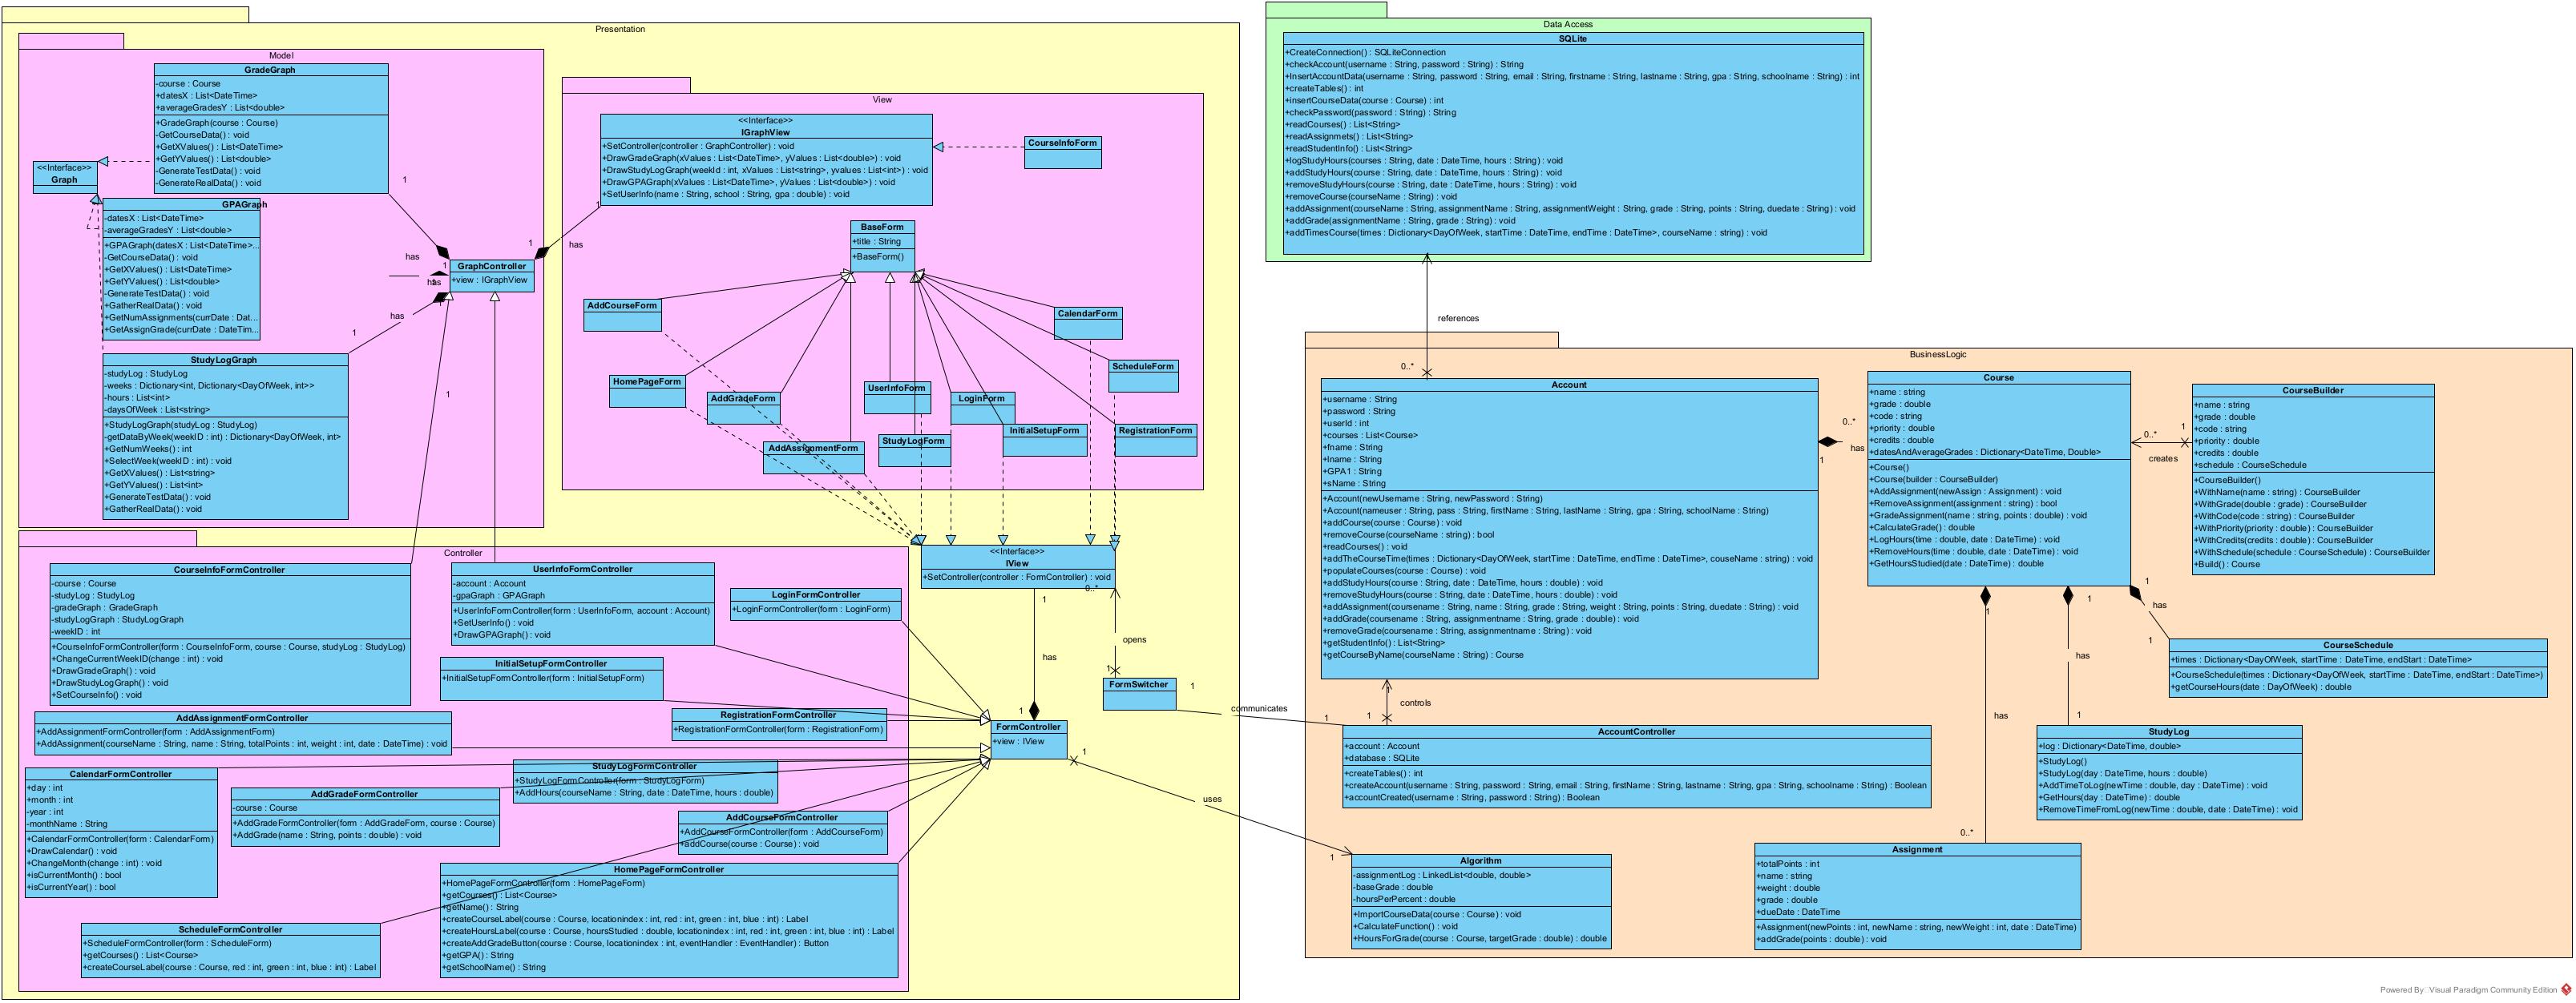 Presentation
Model
GradeGraph
-course : Course
+datesX : List<DateTime>
+averageGradesY : List<double>
+GradeGraph(course : Course)
-GetCourseData() : void
+GetXValues() : List<DateTime>
+GetYValues() : List<double>
-GenerateTestData() : void
-GenerateRealData() : void
<<Interface>>
Graph
GPAGraph
-datesX : List<DateTime>
-averageGradesY : List<double>
+GPAGraph(datesX : List<DateTime>...
-GetCourseData() : void
+GetXValues() : List<DateTime>
+GetYValues() : List<double>
-GenerateTestData() : void
+GatherRealData() : void
+GetNumAssignments(currDate : Dat...
+GetAssignGrade(currDate : DateTim...
StudyLogGraph
-studyLog : StudyLog
-weeks : Dictionary<int, Dictionary<DayOfWeek, int>>
-hours : List<int>
-daysOfWeek : List<string>
+StudyLogGraph(studyLog : StudyLog)
-getDataByWeek(weekID : int) : Dictionary<DayOfWeek, int>
+GetNumWeeks() : int
+SelectWeek(weekID : int) : void
+GetXValues() : List<string>
+GetYValues() : List<int>
+GenerateTestData() : void
+GatherRealData() : void
1
has
1
has
has
1
1
GraphController
+view : IGraphView
1
has
1
View
<<Interface>>
IGraphView
+SetController(controller : GraphController) : void
+DrawGradeGraph(xValues : List<DateTime>, yValues : List<double>) : void
+DrawStudyLogGraph(weekId : int, xValues : List<string>, yvalues : List<int>) : void
+DrawGPAGraph(xValues : List<DateTime>, yValues : List<double>) : void
+SetUserInfo(name : String, school : String, gpa : double) : void
CourseInfoForm
BaseForm
+title : String
+BaseForm()
AddCourseForm
CalendarForm
HomePageForm
ScheduleForm
AddGradeForm
UserInfoForm
LoginForm
InitialSetupForm
RegistrationForm
AddAssignmentForm
StudyLogForm
<<Interface>>
IView
+SetController(controller : FormController) : void
0..*
1
opens
1
has
1
FormSwitcher
1
communicates
1
FormController
+view : IView
1
uses
1
Controller
CourseInfoFormController
-course : Course
-studyLog : StudyLog
-gradeGraph : GradeGraph
-studyLogGraph : StudyLogGraph
-weekID : int
+CourseInfoFormController(form : CourseInfoForm, course : Course, studyLog : StudyLog)
+ChangeCurrentWeekID(change : int) : void
+DrawGradeGraph() : void
+DrawStudyLogGraph() : void
+SetCourseInfo() : void
UserInfoFormController
-account : Account
-gpaGraph : GPAGraph
+UserInfoFormController(form : UserInfoForm, account : Account)
+SetUserInfo() : void
+DrawGPAGraph() : void
LoginFormController
+LoginFormController(form : LoginForm)
InitialSetupFormController
+InitialSetupFormController(form : InitialSetupForm)
RegistrationFormController
+RegistrationFormController(form : RegistrationForm)
AddAssignmentFormController
+AddAssignmentFormController(form : AddAssignmentForm)
+AddAssignment(courseName : String, name : String, totalPoints : int, weight : int, date : DateTime) : void
CalendarFormController
+day : int
+month : int
-year : int
-monthName : String
+CalendarFormController(form : CalendarForm)
+DrawCalendar() : void
+ChangeMonth(change : int) : void
+isCurrentMonth() : bool
+isCurrentYear() : bool
StudyLogFormController
+StudyLogFormController(form : StudyLogForm)
+AddHours(courseName : String, date : DateTime, hours : double)
AddGradeFormController
-course : Course
+AddGradeFormController(form : AddGradeForm, course : Course)
+AddGrade(name : String, points : double) : void
AddCourseFormController
+AddCourseFormController(form : AddCourseForm)
+addCourse(course : Course) : void
HomePageFormController
+HomePageFormController(form : HomePageForm)
+getCourses() : List<Course>
+getName() : String
+createCourseLabel(course : Course, locationindex : int, red : int, green : int, blue : int) : Label
+createHoursLabel(course : Course, hoursStudied : double, locationindex : int, red : int, green : int, blue : int) : Label
+createAddGradeButton(course : Course, locationindex : int, eventHandler : EventHandler) : Button
+getGPA() : String
+getSchoolName() : String
ScheduleFormController
+ScheduleFormController(form : ScheduleForm)
+getCourses() : List<Course>
+createCourseLabel(course : Course, red : int, green : int, blue : int) : Label
Data Access
SQLite
+CreateConnection() : SQLiteConnection
+checkAccount(username : String, password : String) : String
+InsertAccountData(username : String, password : String, email : String, firstname : String, lastname : String, gpa : String, schoolname : String) : int
+createTables() : int
+insertCourseData(course : Course) : int
+checkPassword(password : String) : String
+readCourses() : List<String>
+readAssignmets() : List<String>
+readStudentInfo() : List<String>
+logStudyHours(courses : String, date : DateTime, hours : String) : void
+addStudyHours(course : String, date : DateTime, hours : String) : void
+removeStudyHours(course : String, date : DateTime, hours : String) : void
+removeCourse(courseName : String) : void
+addAssignment(courseName : String, assignmentName : String, assignmentWeight : String, grade : String, points : String, duedate : String) : void
+addGrade(assignmentName : String, grade : String) : void
+addTimesCourse(times : Dictionary<DayOfWeek, startTime : DateTime, endTime : DateTime>, courseName : string) : void
references
0..*
BusinessLogic
Account
+username : String
+password : String
+userId : int
+courses : List<Course>
+fname : String
+lname : String
+GPA1 : String
+sName : String
+Account(newUsername : String, newPassword : String)
+Account(nameuser : String, pass : String, firstName : String, lastName : String, gpa : String, schoolName : String)
+addCourse(course : Course) : void
+removeCourse(courseName : string) : bool
+readCourses() : void
+addTheCourseTime(times : Dictionary<DayOfWeek, startTime : DateTime, endTime : DateTime>, couseName : string) : void
+populateCourses(course : Course) : void
+addStudyHours(course : String, date : DateTime, hours : double) : void
+removeStudyHours(course : String, date : DateTime, hours : double) : void
+addAssignment(coursename : String, name : String, grade : String, weight : String, points : String, duedate : String) : void
+addGrade(coursename : String, assignmentname : String, grade : double) : void
+removeGrade(coursename : String, assignmentname : String) : void
+getStudentInfo() : List<String>
+getCourseByName(courseName : String) : Course
0..*
has
1
Course
+name : string
+grade : double
+code : string
+priority : double
+credits : double
+datesAndAverageGrades : Dictionary<DateTime, Double>
+Course()
+Course(builder : CourseBuilder)
+AddAssignment(newAssign : Assignment) : void
+RemoveAssignment(assignment : string) : bool
+GradeAssignment(name : string, points : double) : void
+CalculateGrade() : double
+LogHours(time : double, date : DateTime) : void
+RemoveHours(time : double, date : DateTime) : void
+GetHoursStudied(date : DateTime) : double
0..*
1
creates
CourseBuilder
+name : string
+grade : double
+code : string
+priority : double
+credits : double
+schedule : CourseSchedule
+CourseBuilder()
+WithName(name : string) : CourseBuilder
+WithGrade(double : grade) : CourseBuilder
+WithCode(code : string) : CourseBuilder
+WithPriority(priority : double) : CourseBuilder
+WithCredits(credits : double) : CourseBuilder
+WithSchedule(schedule : CourseSchedule) : CourseBuilder
+Build() : Course
1
1
1
has
1
CourseSchedule
+times : Dictionary<DayOfWeek, startTime : DateTime, endStart : DateTime>
+CourseSchedule(times : Dictionary<DayOfWeek, startTime : DateTime, endStart : DateTime>)
+getCourseHours(date : DayOfWeek) : double
has
1
has
0..*
1
controls
1
AccountController
+account : Account
+database : SQLite
+createTables() : int
+createAccount(username : String, password : String, email : String, firstName : String, lastname : String, gpa : String, schoolname : String) : Boolean
+accountCreated(username : String, password : String) : Boolean
StudyLog
+log : Dictionary<DateTime, double>
+StudyLog()
+StudyLog(day : DateTime, hours : double)
+AddTimeToLog(newTime : double, day : DateTime) : void
+GetHours(day : DateTime) : double
+RemoveTimeFromLog(newTime : double, date : DateTime) : void
Algorithm
-assignmentLog : LinkedList<double, double>
-baseGrade : double
-hoursPerPercent : double
+ImportCourseData(course : Course) : void
+CalculateFunction() : void
+HoursForGrade(course : Course, targetGrade : double) : double
Assignment
+totalPoints : int
+name : string
+weight : double
+grade : double
+dueDate : DateTime
+Assignment(newPoints : int, newName : string, newWeight : int, date : DateTime)
+addGrade(points : double) : void
Powered By Visual Paradigm Community Edition